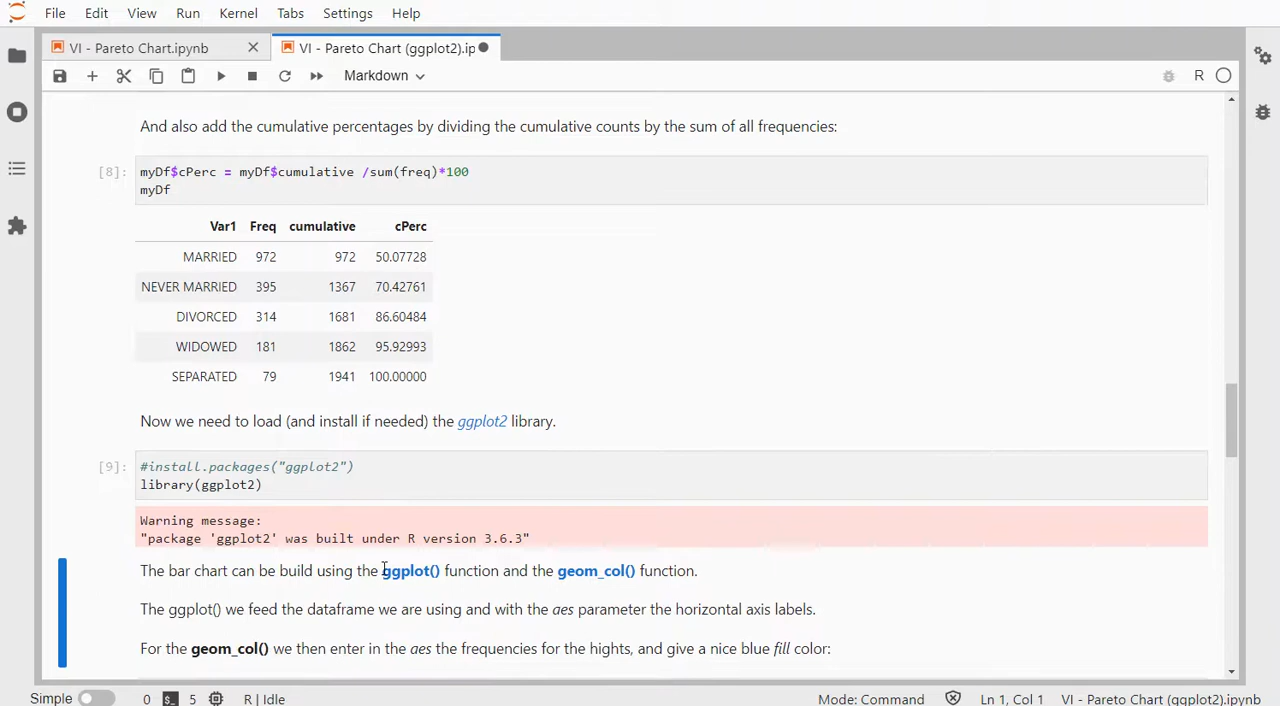 File Edit View Run Kernel Tabs Settings Help
VI - Pareto Chart.ipynb
VI - Pareto Chart (ggplot2).ip
Markdown
R
And also add the cumulative percentages by dividing the cumulative counts by the sum of all frequencies:
[8]:
myDf$cPerc = myDf$cumulative /sum(freq)*100
myDf
Var1 Freq cumulative cPerc
MARRIED 972 972 50.07728
NEVER MARRIED 395 1367 70.42761
DIVORCED 314 1681 86.60484
WIDOWED 181 1862 95.92993
SEPARATED 79 1941 100.00000
Now we need to load (and install if needed) the ggplot2 library.
[9]:
#install.packages("ggplot2")
library(ggplot2)
Warning message:
"package 'ggplot2' was built under R version 3.6.3"
The bar chart can be build using the ggplot() function and the geom_col() function.
The ggplot() we feed the dataframe we are using and with the aes parameter the horizontal axis labels.
For the geom_col() we then enter in the aes the frequencies for the hights, and give a nice blue fill color:
Simple 0 5 R | Idle Mode: Command Ln 1, Col 1 VI - Pareto Chart (ggplot2).ipynb